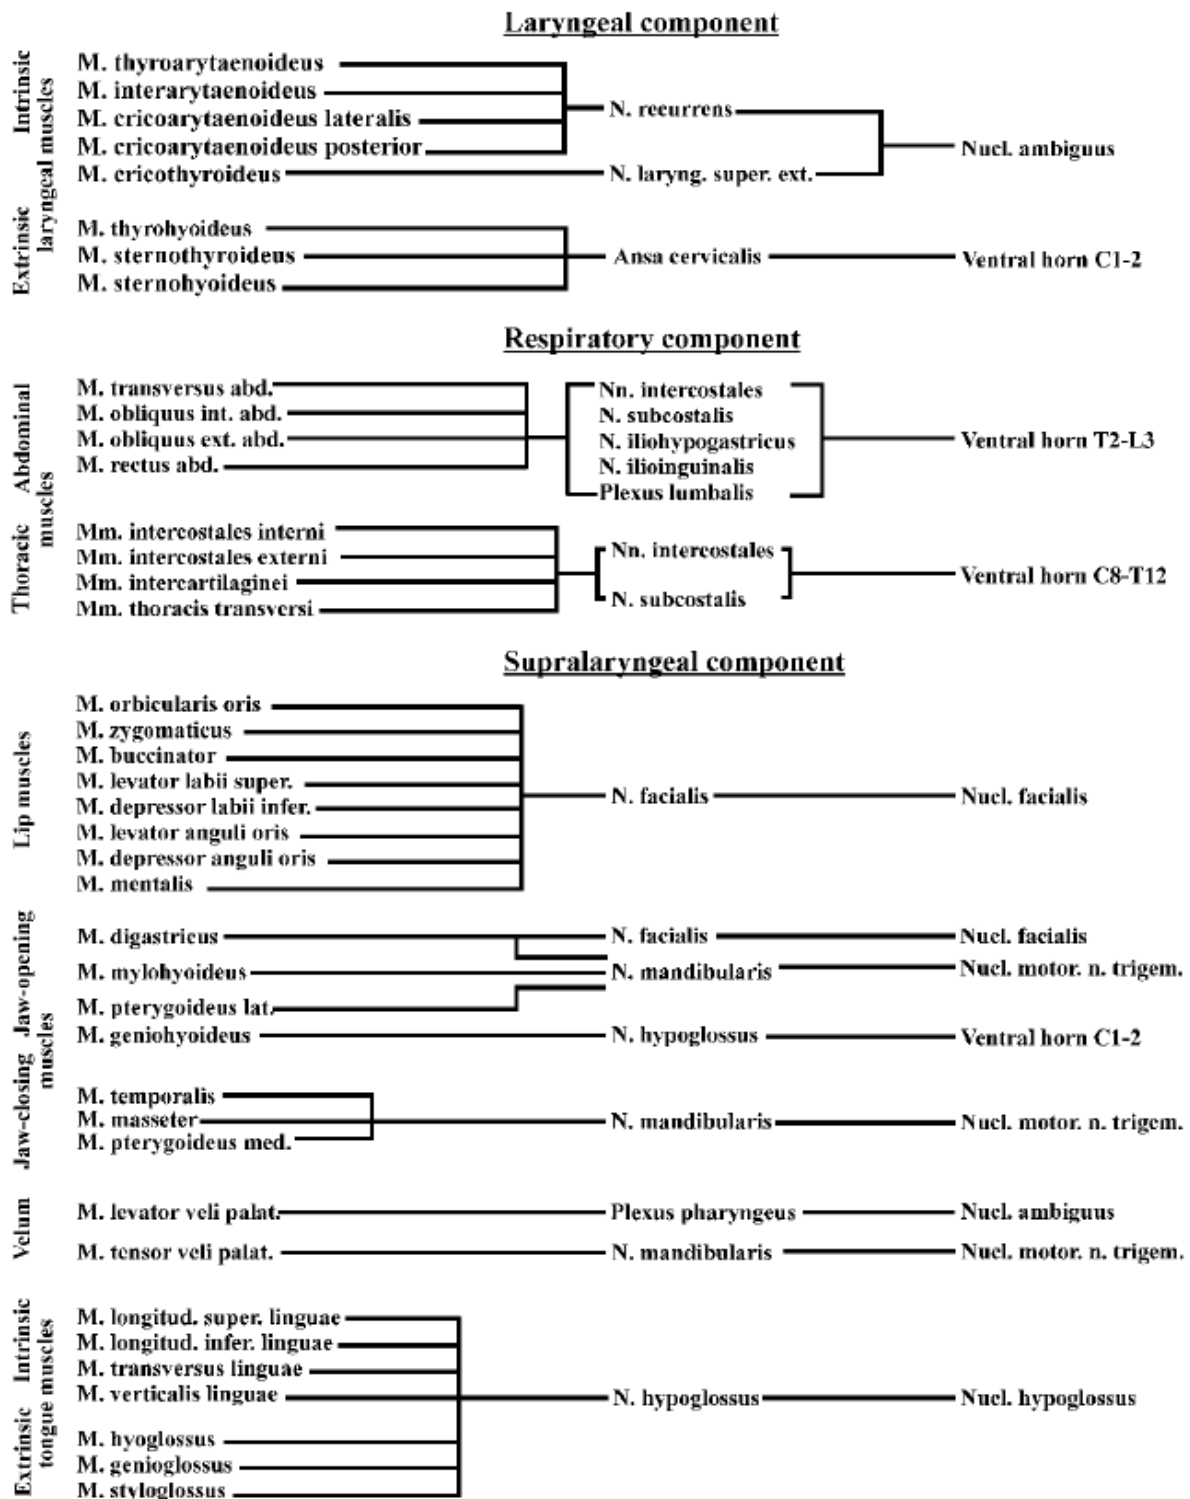 Laryngeal component
Intrinsic
Extrinsic
laryngeal muscles
M. thyroarytaenoideus
M. interarytaenoideus
M. cricoarytaenoideus lateralis
M. cricoarytaenoideus posterior
M. cricothyroideus
N. recurrens
N. laryng. super. ext.
Nucl. ambiguus
M. thyrohyoideus
M. sternothyroideus
M. sternohyoideus
Ansa cervicalis
Ventral horn C1-2
Respiratory component
Abdominal
Thoracic
muscles
M. transversus abd.
M. obliquus int. abd.
M. obliquus ext. abd.
M. rectus abd.
Nn. intercostales
N. subcostalis
N. iliohypogastricus
N. ilioinguinalis
Plexus lumbalis
Ventral horn T2-L3
Mm. intercostales interni
Mm. intercostales externi
Mm. intercartilaginei
Mm. thoracis transversi
Nn. intercostales
N. subcostalis
Ventral horn C8-T12
Supralaryngeal component
Lip muscles
M. orbicularis oris
M. zygomaticus
M. buccinator
M. levator labii super.
M. depressor labii infer.
M. levator anguli oris
M. depressor anguli oris
M. mentalis
N. facialis
Nucl. facialis
Jaw-opening
Jaw-closing
muscles
M. digastricus
N. facialis
Nucl. facialis
M. mylohyoideus
N. mandibularis
Nucl. motor. n. trigem.
M. pterygoideus lat.
M. geniohyoideus
N. hypoglossus
Ventral horn C1-2
M. temporalis
M. masseter
M. pterygoideus med.
N. mandibularis
Nucl. motor. n. trigem.
Velum
M. levator veli palat.
Plexus pharyngeus
Nucl. ambiguus
M. tensor veli palat.
N. mandibularis
Nucl. motor. n. trigem.
Intrinsic
Extrinsic
tongue muscles
M. longitud. super. linguae
M. longitud. infer. linguae
M. transversus linguae
M. verticalis linguae
N. hypoglossus
Nucl. hypoglossus
M. hyoglossus
M. genioglossus
M. styloglossus